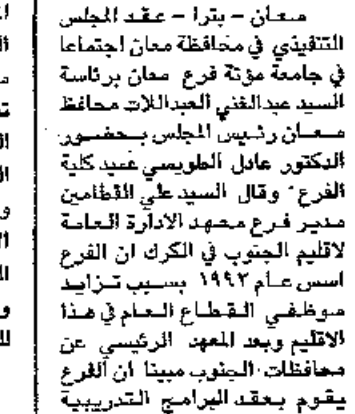 معان - بترا - عقد المجلس
التنفيذي في محافظة معان اجتماعا
في جامعة مؤتة فرع معان برئاسة
السيد عبدالغني العبداللات محافظ
معان رئيس المجلس بحضور
الدكتور عادل الطويسي عميد كلية
الفرع وقال السيد علي القطامين
مدير فرع معهد الادارة العامة
لاقليم الجنوب في الكرك ان الفرع
اسس عام ١٩٩٢ بسبب تزايد
موظفي القطاع العام في هذا
الاقليم وبعد المعهد الرئيسي عن
محافظات الجنوب مبينا ان الفرع
يقوم بعقد البرامج التدريبية